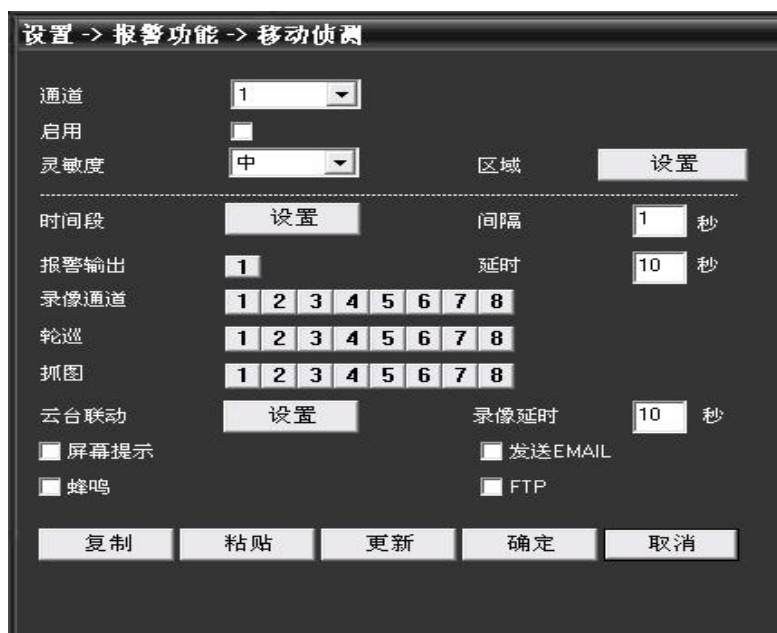 设置 -> 报警功能 -> 移动侦测
通道 1
启用
灵敏度 中 区域 设置
时间段 设置 间隔 1 秒
报警输出 1 延时 10 秒
录像通道 1 2 3 4 5 6 7 8
轮巡 1 2 3 4 5 6 7 8
抓图 1 2 3 4 5 6 7 8
云台联动 设置 录像延时 10 秒
屏幕提示 发送EMAIL
蜂鸣 FTP
复制 粘贴 更新 确定 取消